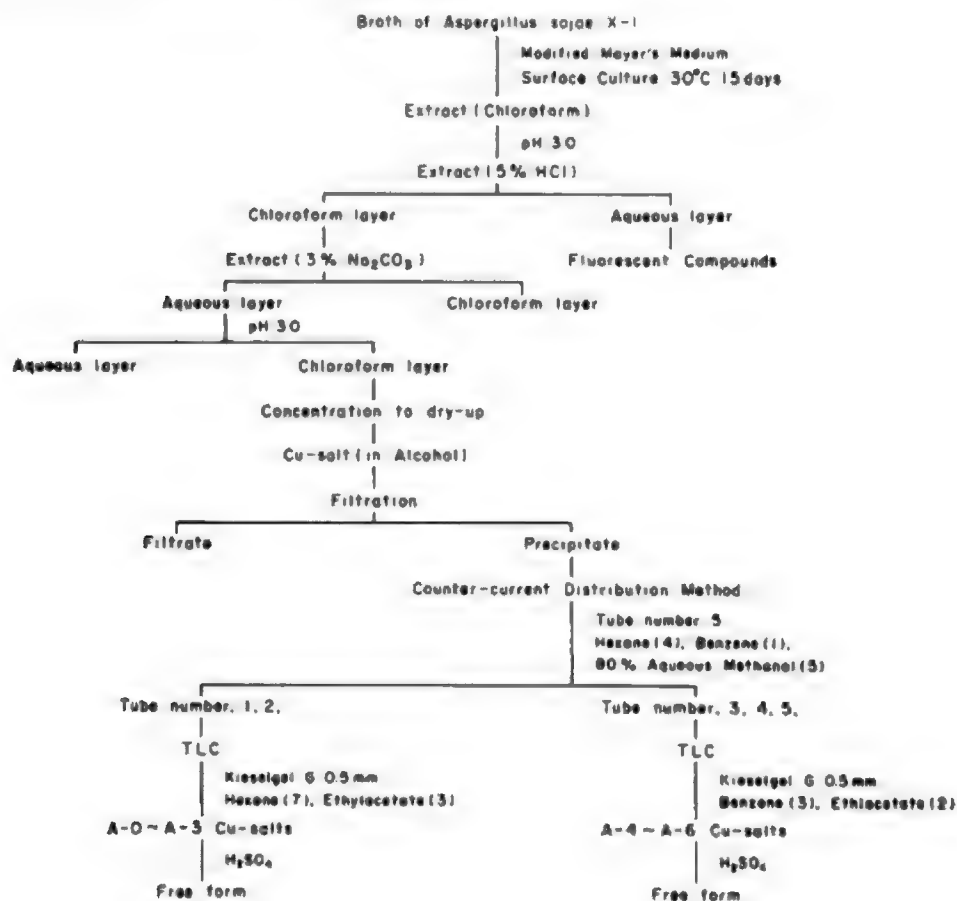 Broth of Aspergillus sojae X-1
Modified Mayer's Medium
Surface Culture 30°C 15days
Extract (Chloroform)
pH 3.0
Extract (5% HCl)
Chloroform layer
Aqueous layer
Extract (3% Na₂CO₃)
Fluorescent Compounds
Aqueous layer
Chloroform layer
pH 3.0
Aqueous layer
Chloroform layer
Concentration to dry-up
Cu-salt (in Alcohol)
Filtration
Filtrate
Precipitate
Counter-current Distribution Method
Tube number 5
Hexane (4), Benzene (1),
80% Aqueous Methanol (5)
Tube number, 1, 2,
Tube number, 3, 4, 5,
TLC
TLC
Kieselgel G 0.5mm
Hexane (7), Ethylacetate (3)
Kieselgel G 0.5mm
Benzene (3), Ethlacetate (2)
A-0 ~ A-3 Cu-salts
A-4 ~ A-6 Cu-salts
H₂SO₄
H₂SO₄
Free form
Free form